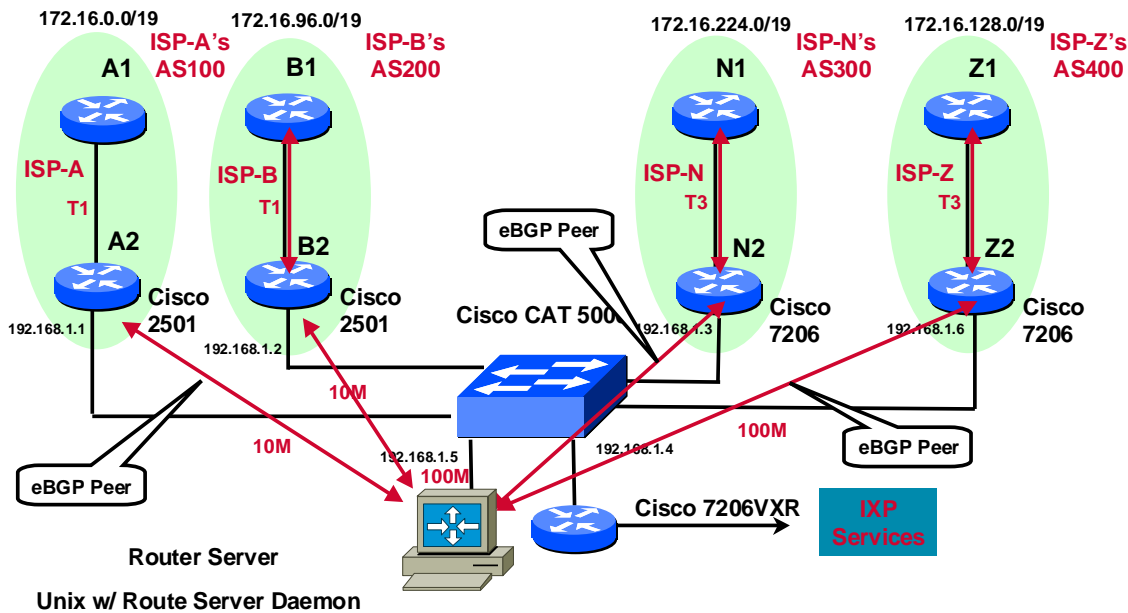 172.16.0.0/19
172.16.96.0/19
172.16.224.0/19
172.16.128.0/19
ISP-A's
AS100
ISP-B's
AS200
ISP-N's
AS300
ISP-Z's
AS400
A1
B1
N1
Z1
ISP-A
T1
ISP-B
T1
ISP-N
T3
ISP-Z
T3
eBGP Peer
A2
B2
N2
Z2
Cisco
2501
Cisco
2501
Cisco CAT 500
Cisco
7206
Cisco
7206
192.168.1.1
192.168.1.2
192.168.1.3
192.168.1.6
10M
10M
100M
100M
192.168.1.5
192.168.1.4
eBGP Peer
eBGP Peer
Cisco 7206VXR
IXP
Services
Router Server
Unix w/ Route Server Daemon